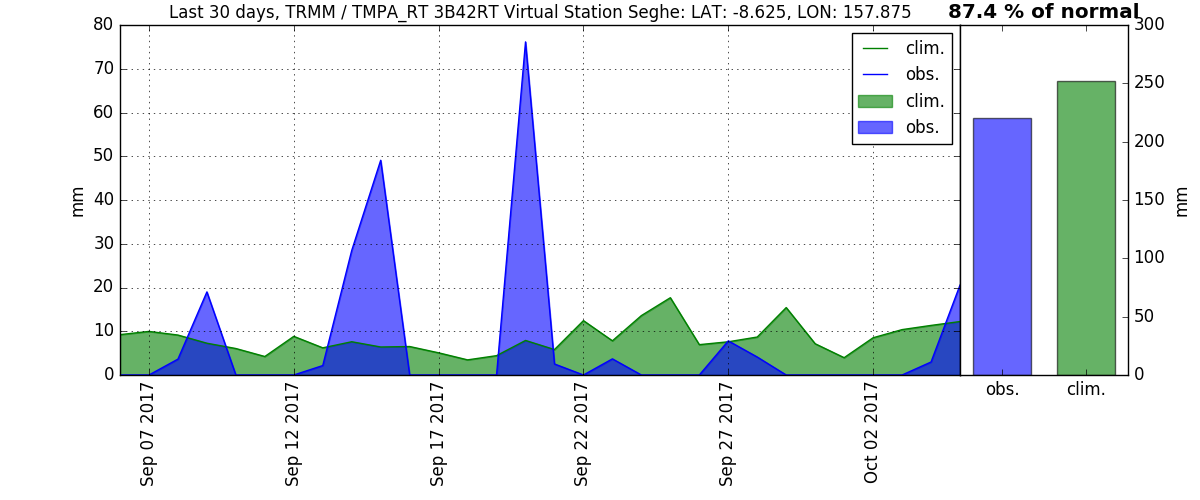 Last 30 days, TRMM / TMPA_RT 3B42RT Virtual Station Seghe: LAT: -8.625, LON: 157.875
87.4 % of normal
80
70
60
50
40
30
20
10
0
mm
clim.
obs.
clim.
obs.
Sep 07 2017
Sep 12 2017
Sep 17 2017
Sep 22 2017
Sep 27 2017
Oct 02 2017
300
250
200
150
100
50
0
mm
obs.
clim.